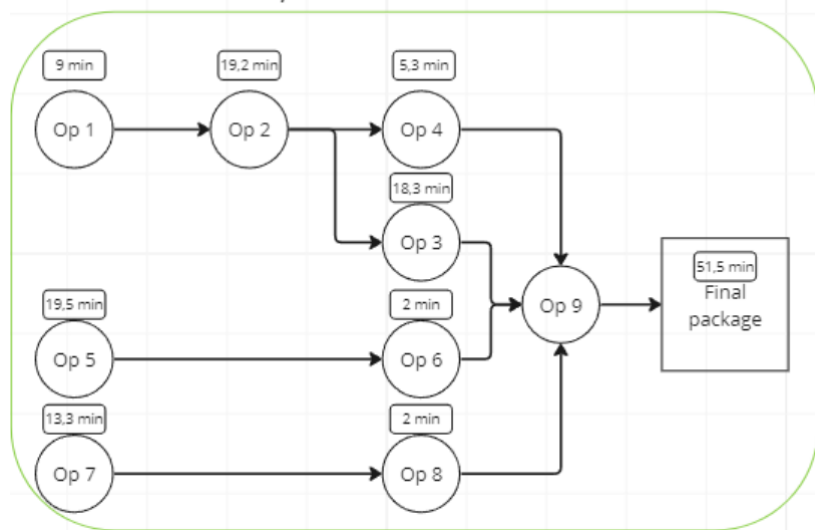 9 min
19,2 min
5,3 min
Op 1
Op 2
Op 4
18,3 min
Op 3
51,5 min
Final
package
19,5 min
2 min
Op 9
Op 5
Op 6
13,3 min
2 min
Op 7
Op 8